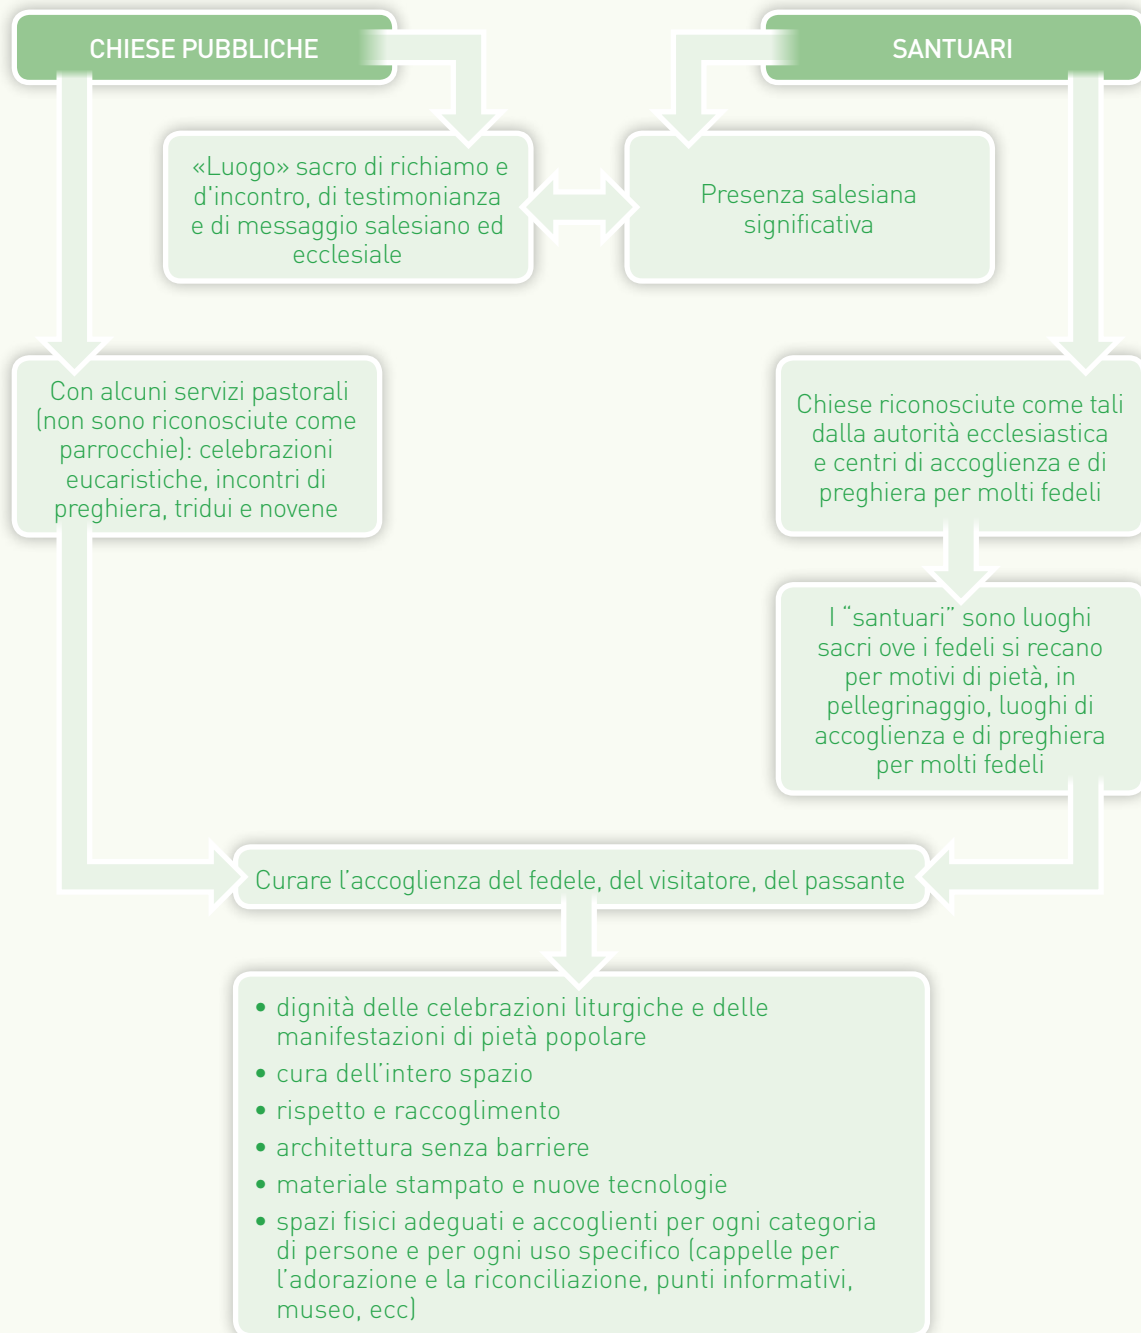 CHIESE PUBBLICHE
SANTUARI
«Luogo» sacro di richiamo e
d'incontro, di testimonianza
e di messaggio salesiano ed
ecclesiale
Presenza salesiana
significativa
Con alcuni servizi pastorali
(non sono riconosciute come
parrocchie): celebrazioni
eucaristiche, incontri di
preghiera, tridui e novene
Chiese riconosciute come tali
dalla autorità ecclesiastica
e centri di accoglienza e di
preghiera per molti fedeli
I “santuari” sono luoghi
sacri ove i fedeli si recano
per motivi di pietà, in
pellegrinaggio, luoghi di
accoglienza e di preghiera
per molti fedeli
Curare l’accoglienza del fedele, del visitatore, del passante
• dignità delle celebrazioni liturgiche e delle
manifestazioni di pietà popolare
• cura dell’intero spazio
• rispetto e raccoglimento
• architettura senza barriere
• materiale stampato e nuove tecnologie
• spazi fisici adeguati e accoglienti per ogni categoria
di persone e per ogni uso specifico (cappelle per
l’adorazione e la riconciliazione, punti informativi,
museo, ecc)